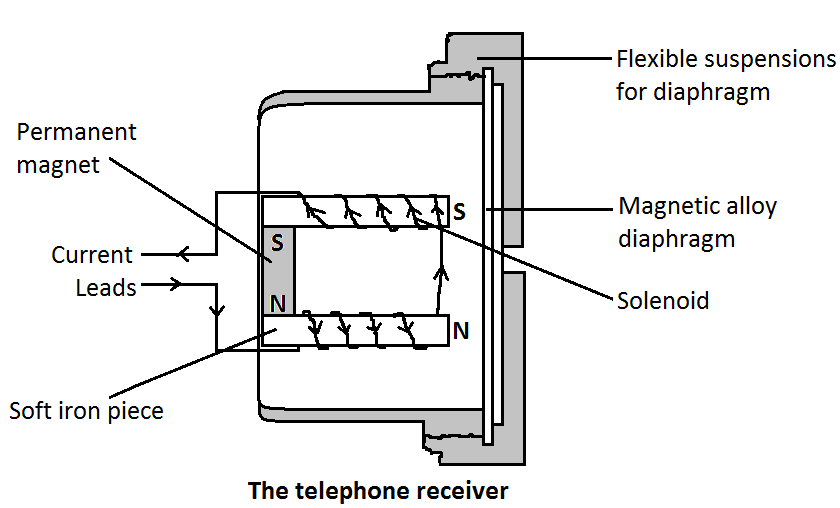 Flexible suspensions
for diaphragm
Permanent
magnet
S
Magnetic alloy
diaphragm
S
Current
Leads
Solenoid
N
N
Soft iron piece
The telephone receiver